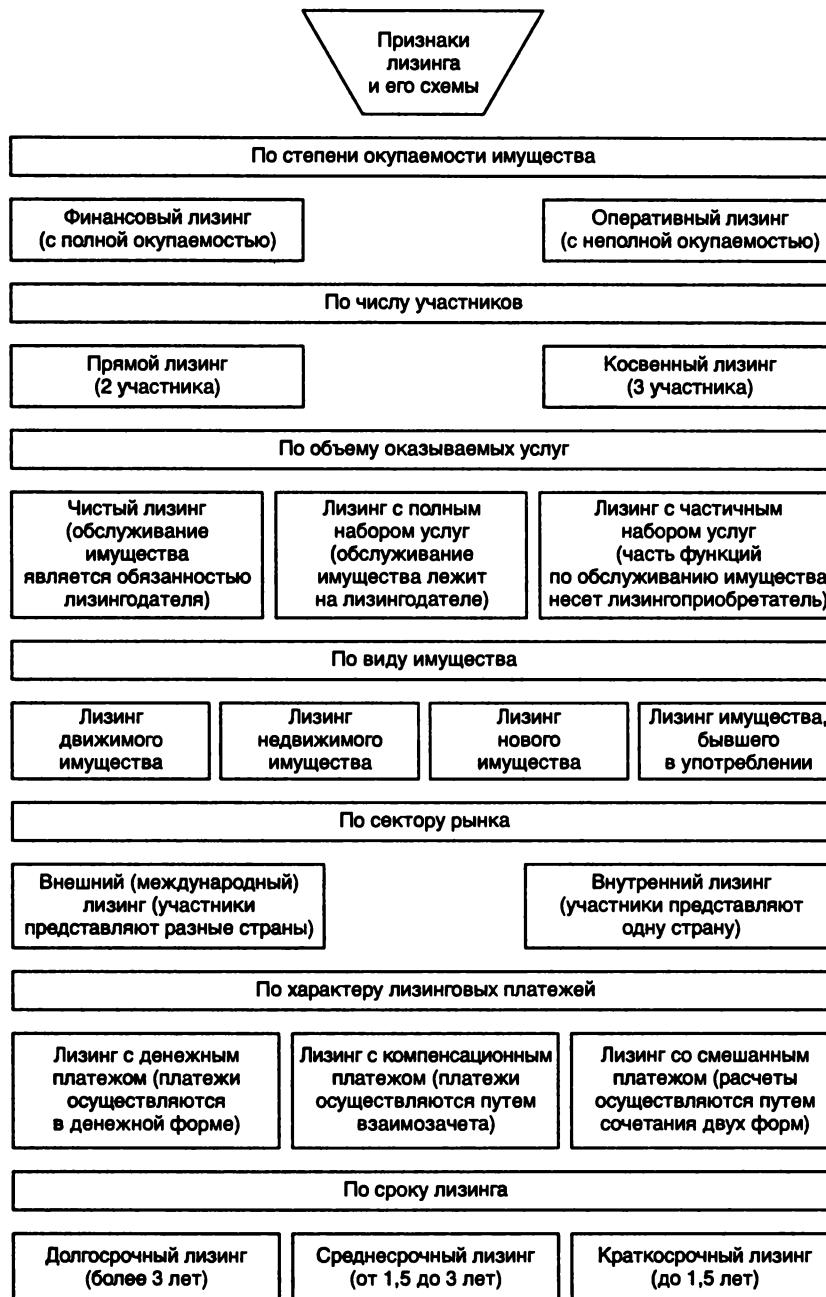 Признаки
лизинга
и его схемы
По степени окупаемости имущества
Финансовый лизинг
(с полной окупаемостью)
Оперативный лизинг
(с неполной окупаемостью)
По числу участников
Прямой лизинг
(2 участника)
Косвенный лизинг
(3 участника)
По объему оказываемых услуг
Чистый лизинг
(обслуживание
имущества
является обязанностью
лизингодателя)
Лизинг с полным
набором услуг
(обслуживание
имущества лежит
на лизингодателе)
Лизинг с частичным
набором услуг
(часть функций
по обслуживанию имущества
несет лизингоприобретатель)
По виду имущества
Лизинг
движимого
имущества
Лизинг
недвижимого
имущества
Лизинг
нового
имущества
Лизинг имущества,
бывшего
в употреблении
По сектору рынка
Внешний (международный)
лизинг (участники
представляют разные страны)
Внутренний лизинг
(участники представляют
одну страну)
По характеру лизинговых платежей
Лизинг с денежным
платежом (платежи
осуществляются
в денежной форме)
Лизинг с компенсационным
платежом (платежи
осуществляются путем
взаимозачета)
Лизинг со смешанным
платежом (расчеты
осуществляются путем
сочетания двух форм)
По сроку лизинга
Долгосрочный лизинг
(более 3 лет)
Среднесрочный лизинг
(от 1,5 до 3 лет)
Краткосрочный лизинг
(до 1,5 лет)